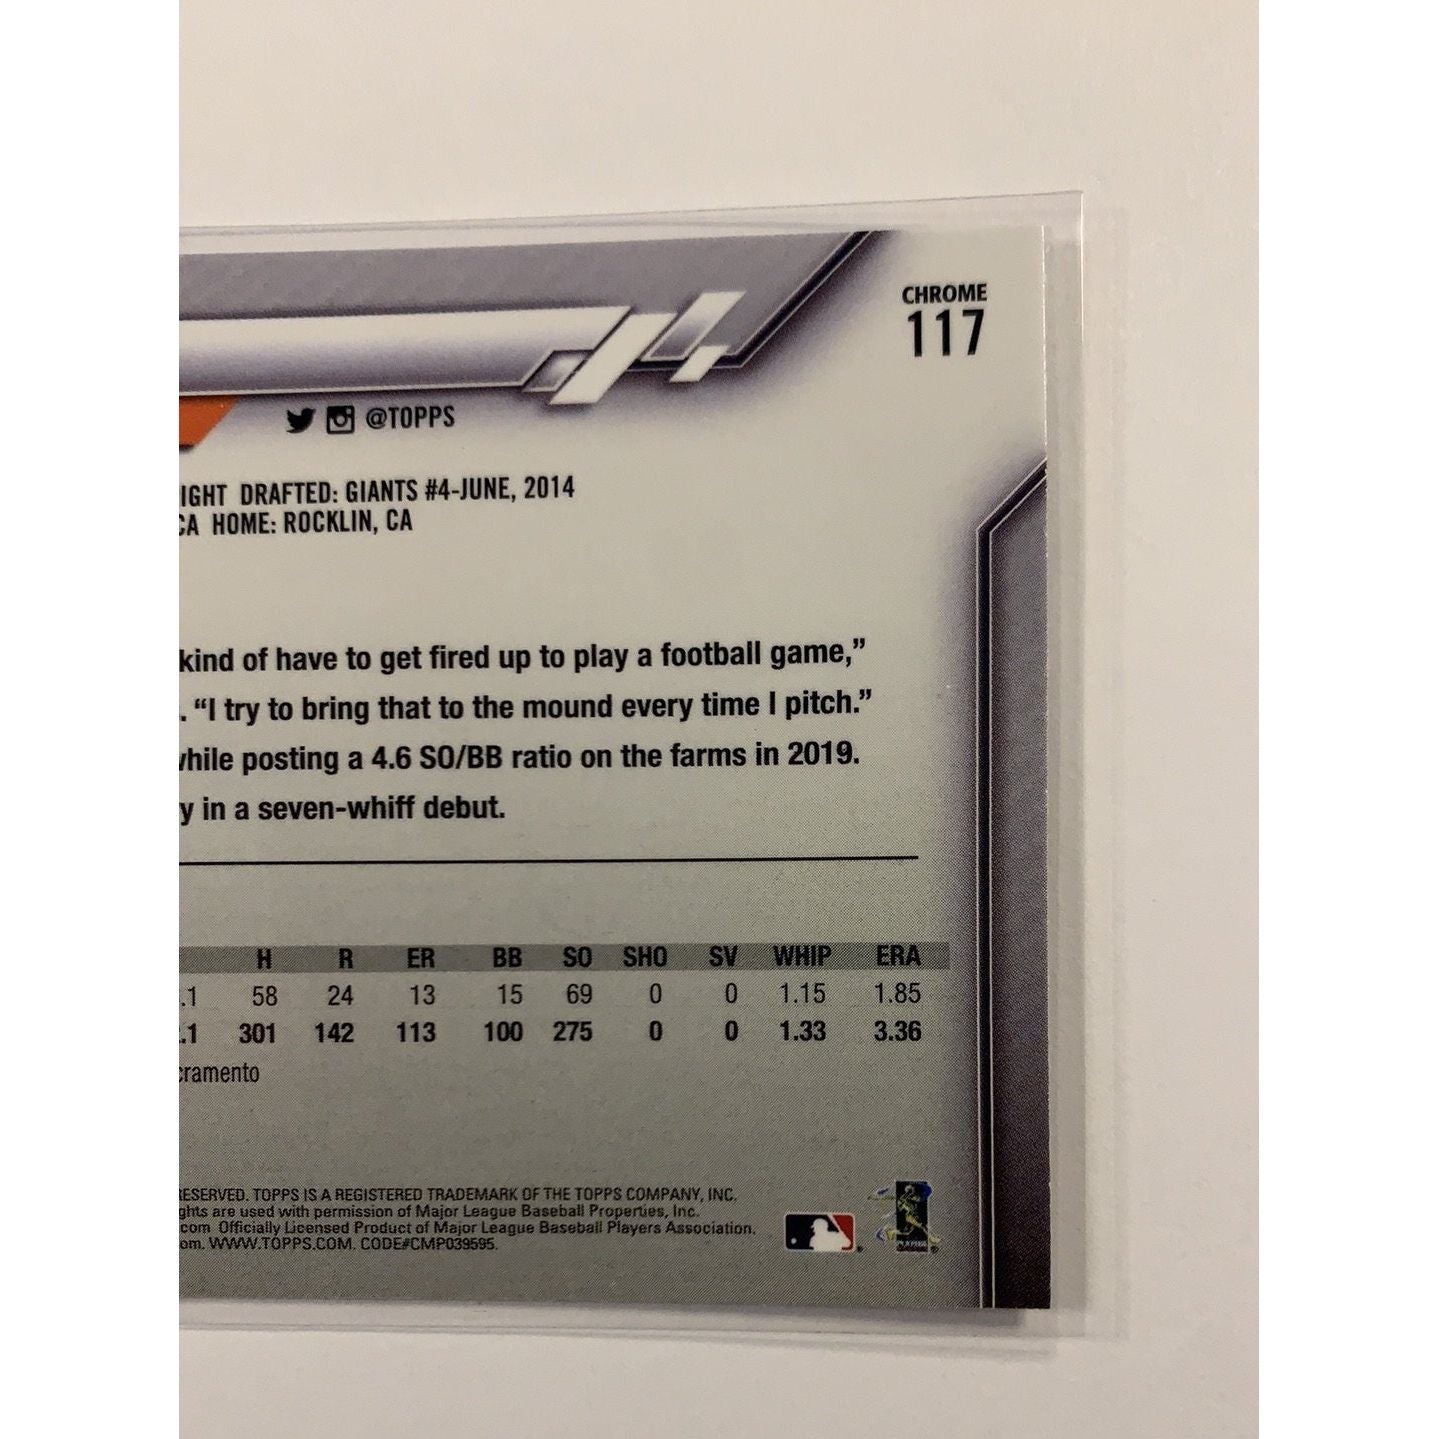 CHROME
117
@TOPPS
IGHT DRAFTED: GIANTS #4-JUNE, 2014
CA HOME: ROCKLIN, CA
kind of have to get fired up to play a football game,”
. “I try to bring that to the mound every time I pitch.”
while posting a 4.6 SO/BB ratio on the farms in 2019.
y in a seven-whiff debut.
H R ER BB SO SHO SV WHIP ERA
.1 58 24 13 15 69 0 0 1.15 1.85
.1 301 142 113 100 275 0 0 1.33 3.36
cramento
RESERVED. TOPPS IS A REGISTERED TRADEMARK OF THE TOPPS COMPANY, INC.
ghts are used with permission of Major League Baseball Properties, Inc.
com Officially Licensed Product of Major League Baseball Players Association.
om. WWW.TOPPS.COM. CODE#CMP039595.